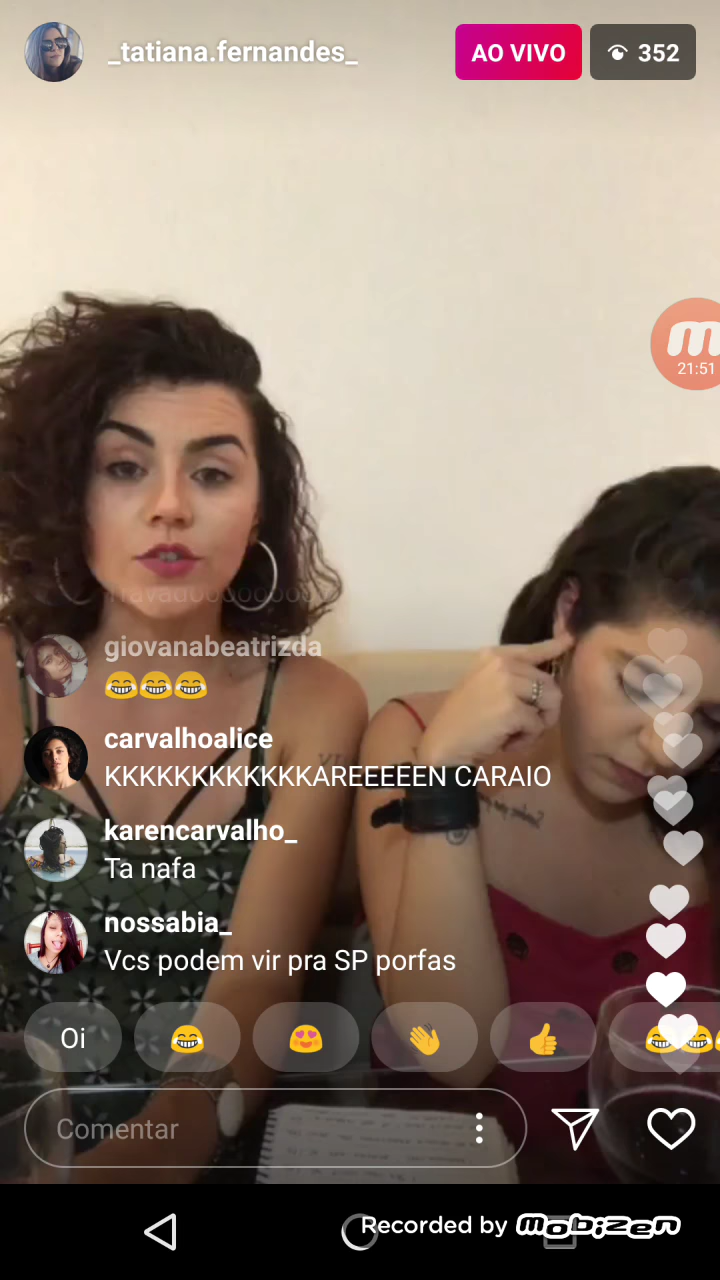 _tatiana.fernandes_
AO VIVO
352
21:51
giovanabeatrizda
😂😂😂
carvalhoalice
KKKKKKKKKKKKAREEEEEN CARAIO
karencarvalho_
Ta nafa
nossabia_
Vcs podem vir pra SP porfas
Oi
Comentar
Recorded by mobizen